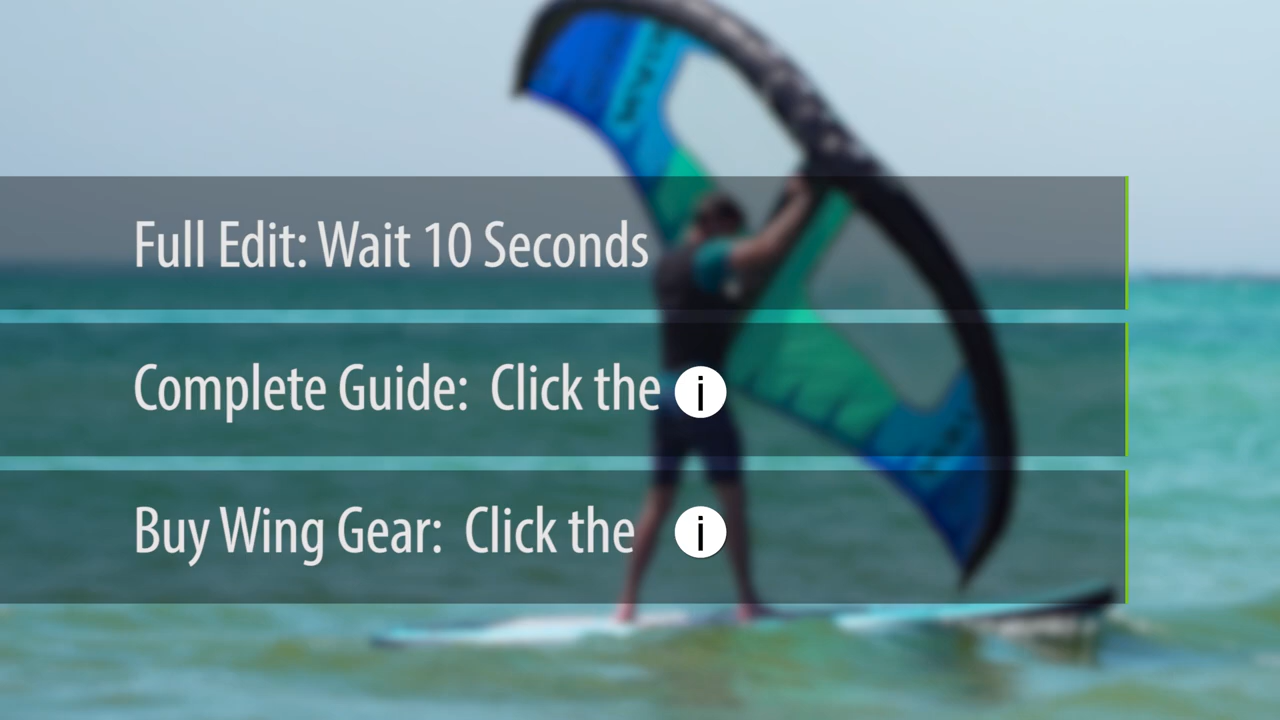 Full Edit: Wait 10 Seconds
Complete Guide: Click the i
Buy Wing Gear: Click the i